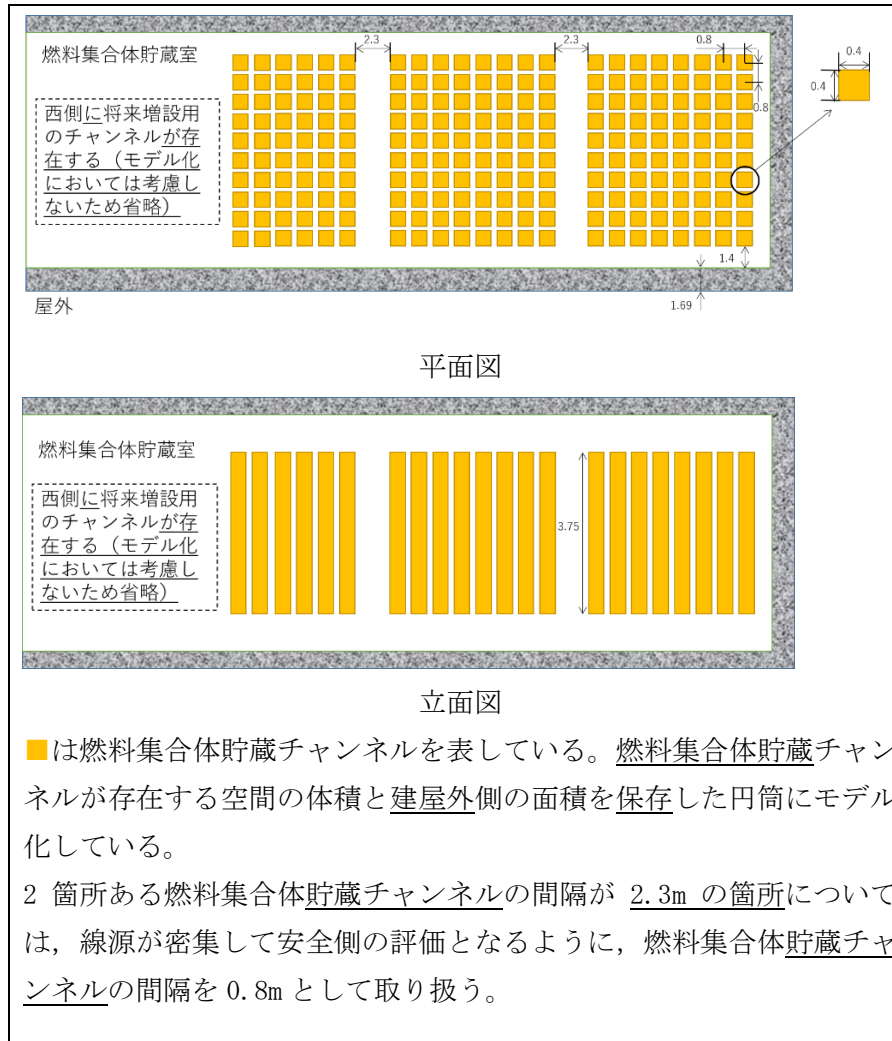 2.3
2.3
0.8
0.4
燃料集合体貯蔵室
0.4
0.8
西側に将来増設用
のチャンネルが存
在する（モデル化
においては考慮し
ないため省略）
1.4
屋外
1.69
平面図
燃料集合体貯蔵室
西側に将来増設用
のチャンネルが存
在する（モデル化
においては考慮し
ないため省略）
3.75
立面図
■は燃料集合体貯蔵チャンネルを表している。燃料集合体貯蔵チャン
ネルが存在する空間の体積と建屋外側の面積を保存した円筒にモデル
化している。
2 箇所ある燃料集合体貯蔵チャンネルの間隔が 2.3m の箇所について
は，線源が密集して安全側の評価となるように，燃料集合体貯蔵チャ
ンネルの間隔を 0.8m として取り扱う。